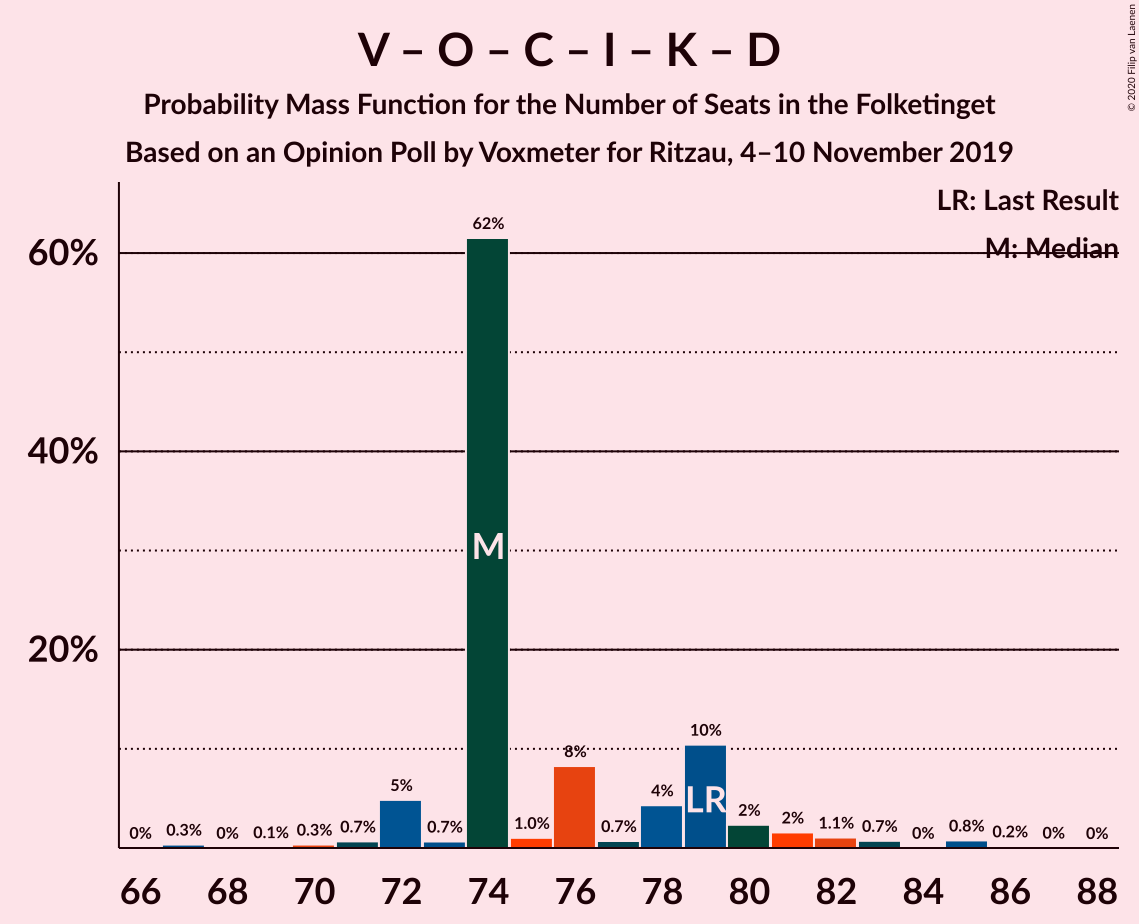 V – O – C – I – K – D
Probability Mass Function for the Number of Seats in the Folketinget
Based on an Opinion Poll by Voxmeter for Ritzau, 4–10 November 2019
© 2020 Filip van Laenen
LR: Last Result
M: Median
60%
40%
20%
0% 0.3% 0% 0.1% 0.3% 0.7% 5% 0.7% 62% 1.0% 8% 0.7% 4% 10% 2% 2% 1.1% 0.7% 0% 0.8% 0.2% 0% 0%
M
LR
66 68 70 72 74 76 78 80 82 84 86 88